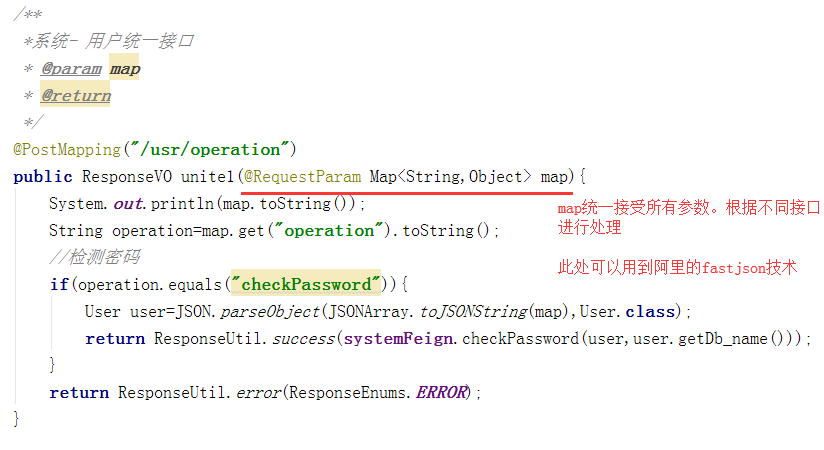 /**
 *系统- 用户统一接口
 * @param map
 * @return
 */
@PostMapping("/usr/operation")
public ResponseVO unite1(@RequestParam Map<String,Object> map){
    System.out.println(map.toString());
    String operation=map.get("operation").toString();
    //检测密码
    if(operation.equals("checkPassword")){
        User user=JSON.parseObject(JSONArray.toJSONString(map),User.class);
        return ResponseUtil.success(systemFeign.checkPassword(user,user.getDb_name()));
    }
    return ResponseUtil.error(ResponseEnums.ERROR);
}
map统一接受所有参数。根据不同接口
进行处理
此处可以用到阿里的fastjson技术